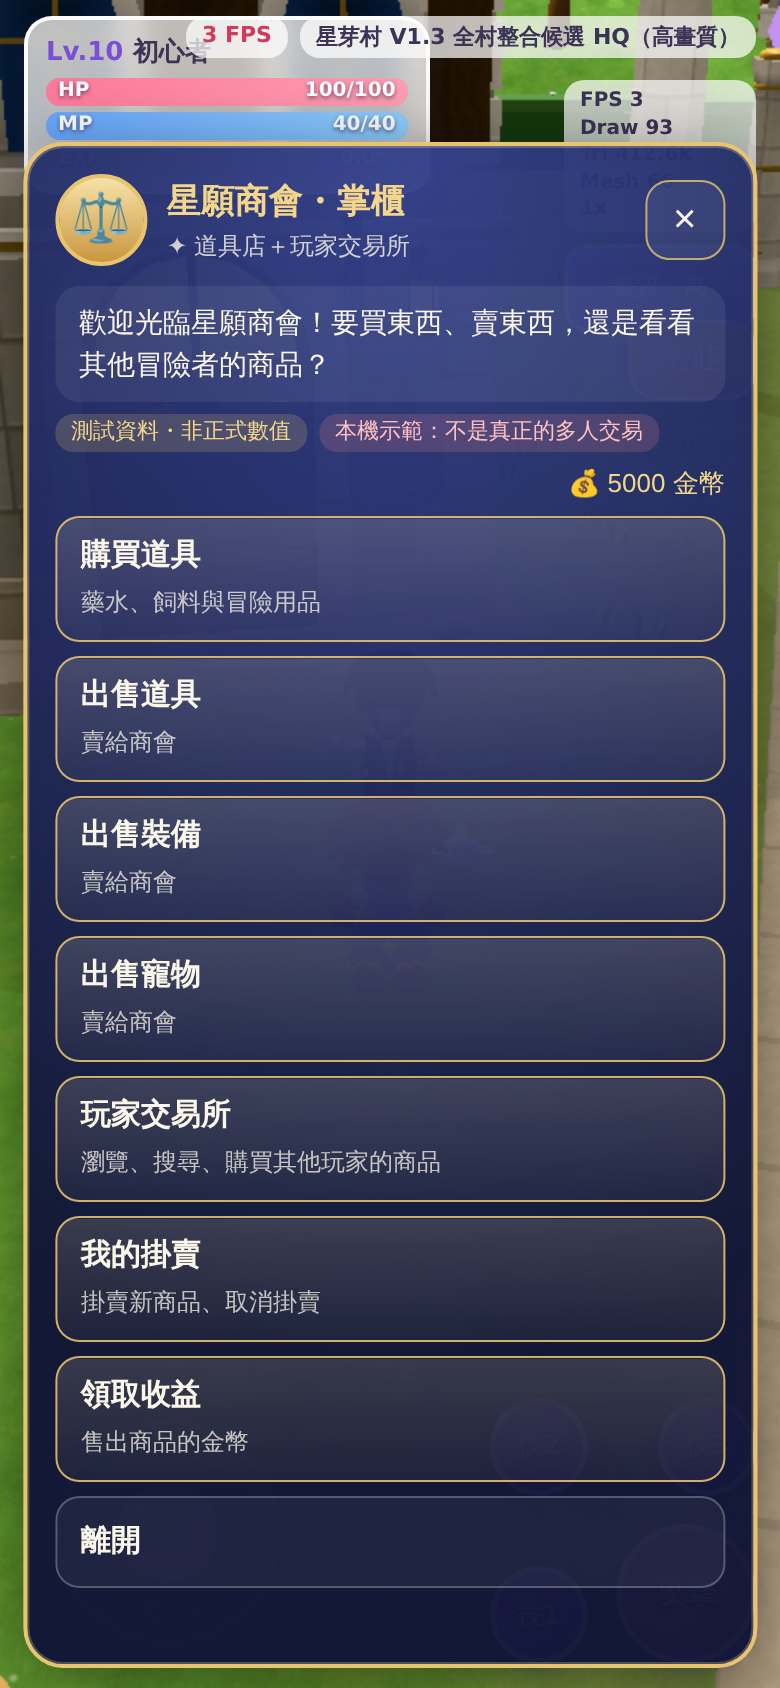 3 FPS
星芽村 V1.3 全村整合候選 HQ（高畫質）
Lv.10 初心者
HP 100/100
MP 40/40
FPS 3
Draw 93
Tri 412.6k
1x
星願商會・掌櫃
✦ 道具店＋玩家交易所
×
歡迎光臨星願商會！要買東西、賣東西，還是看看
其他冒險者的商品？
測試資料・非正式數值
本機示範：不是真正的多人交易
5000 金幣
購買道具
藥水、飼料與冒險用品
出售道具
賣給商會
出售裝備
賣給商會
出售寵物
賣給商會
玩家交易所
瀏覽、搜尋、購買其他玩家的商品
我的掛賣
掛賣新商品、取消掛賣
領取收益
售出商品的金幣
離開